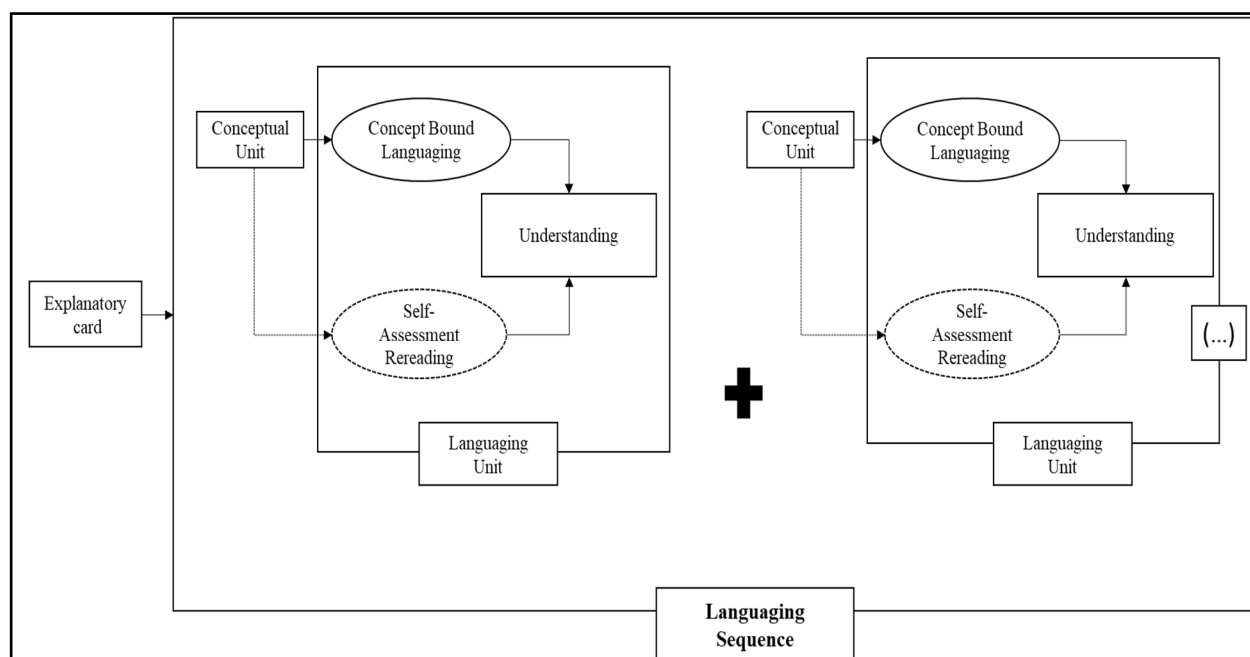 Explanatory
card
Conceptual
Unit
Concept Bound
Languaging
Understanding
Self-
Assessment
Rereading
Languaging
Unit
Conceptual
Unit
Concept Bound
Languaging
Understanding
Self-
Assessment
Rereading
(...)
Languaging
Unit
Languaging
Sequence